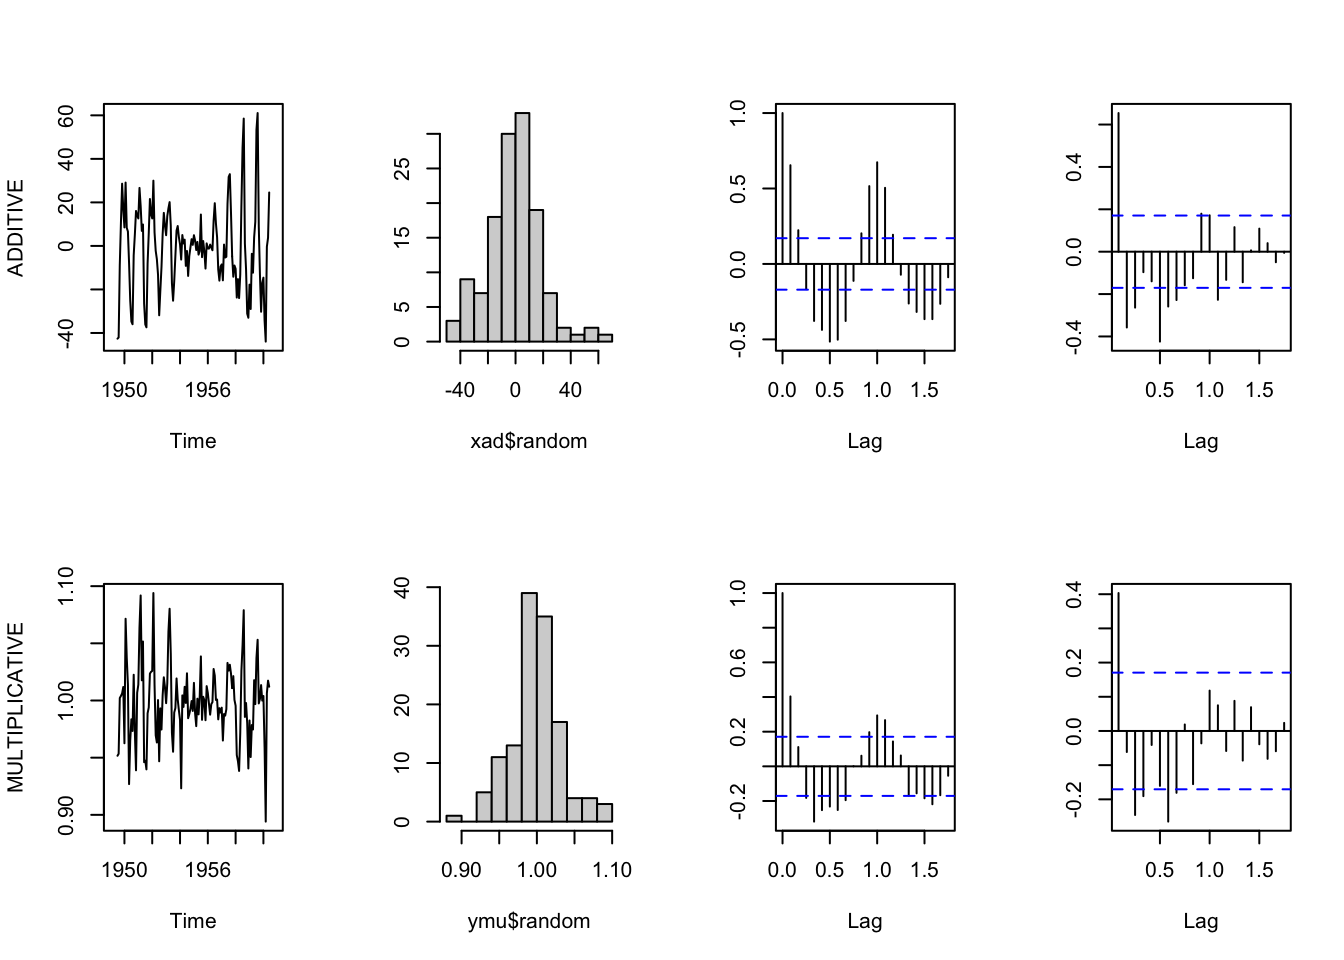 ADDITIVE
-40 0 20 40 60
1950 1956
Time
5 15 25
0
-40 0 40
xad$random
-0.5 0.0 0.5 1.0
0.0 0.5 1.0 1.5
Lag
-0.4 0.0 0.4
0.5 1.0 1.5
Lag
MULTIPLICATIVE
0.90 1.00 1.10
1950 1956
Time
0 10 20 30 40
0.90 1.00 1.10
ymu$random
-0.2 0.2 0.6 1.0
0.0 0.5 1.0 1.5
Lag
-0.2 0.0 0.2 0.4
0.5 1.0 1.5
Lag